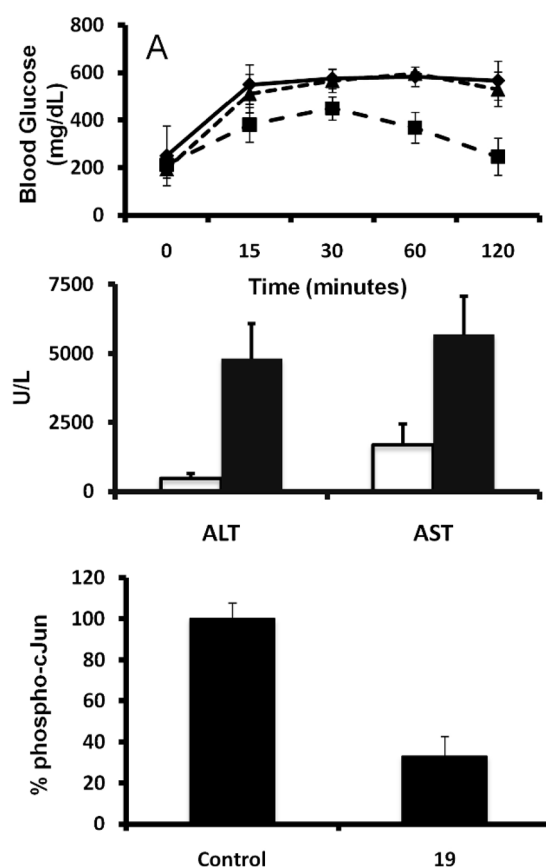 A
Blood Glucose
(mg/dL)
800
600
400
200
0
0 15 30 60 120
Time (minutes)
U/L
7500
5000
2500
0
ALT AST
% phospho-cJun
120
100
80
60
40
20
0
Control 19